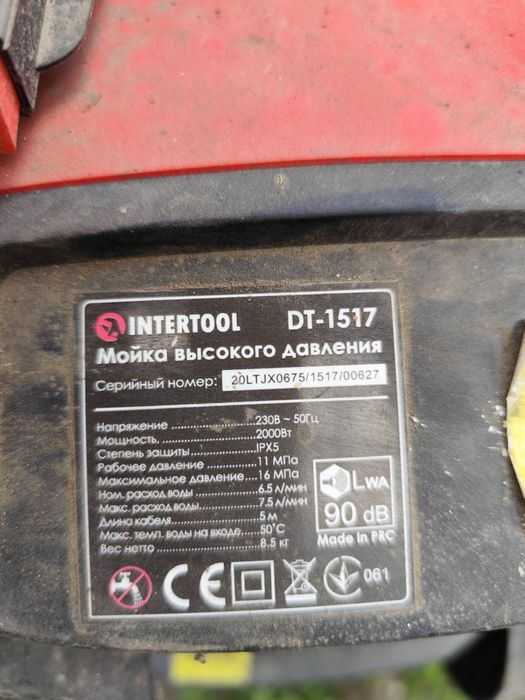 INTERTOOL DT-1517
Мойка высокого давления
Серийный номер: 20LTJX0675/1517/00627
Напряжение ........ 230В ~ 50Гц
Мощность, ........ 2000Вт
Степень защиты ........ IPX5
Рабочее давление ........ 11 МПа
Максимальное давление ........ 16 МПа
Ном. расход воды ........ 6.5 л/мин
Макс. расход воды ........ 7.5 л/мин
Длина кабеля ........ 5 м
Макс. темп. воды на входе ........ 50°С
Вес нетто ........ 8.5 кг
LWA
90 dB
Made in PRC
CE 061